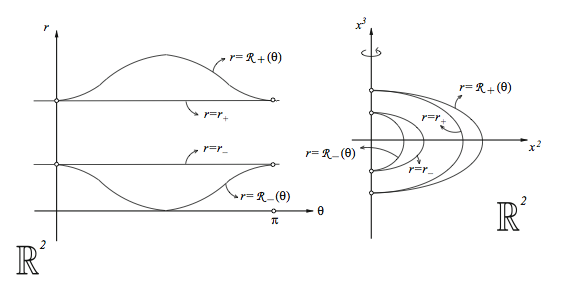 r
r= ℛ₊(θ)
r=r₊
r=r₋
r= ℛ₋(θ)
θ
π
ℝ²
x³
r= ℛ₊(θ)
r=r₊
x²
r= ℛ₋(θ)
r=r₋
ℝ²